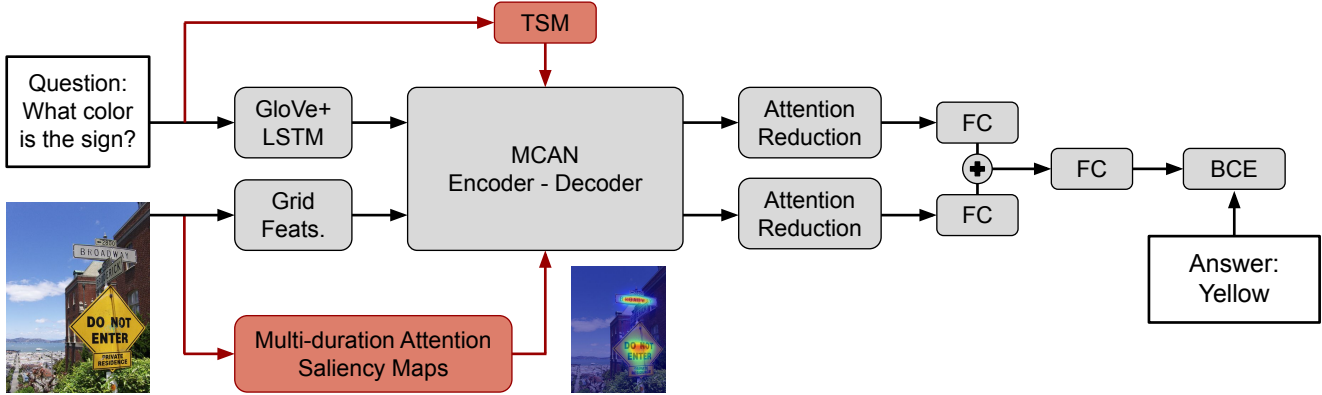 TSM
Question:
What color
is the sign?
GloVe+
LSTM
MCAN
Encoder - Decoder
Attention
Reduction
FC
FC
BCE
Grid
Feats.
Attention
Reduction
FC
Answer:
Yellow
Multi-duration Attention
Saliency Maps
BROADWAY
DO NOT
ENTER
PRIVATE
RESIDENCE
DO NOT
ENTER